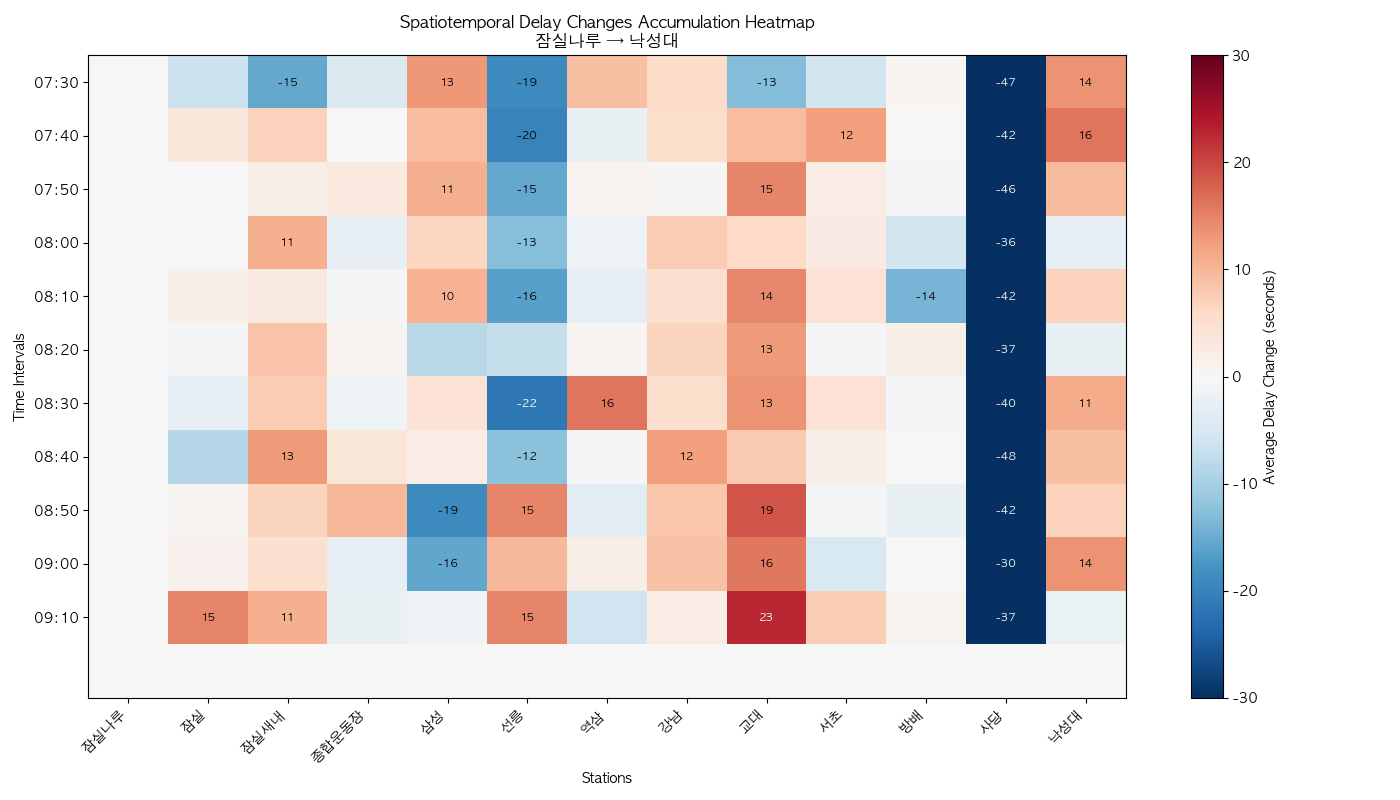 Spatiotemporal Delay Changes Accumulation Heatmap
잠실나루 → 낙성대
07:30 -15 13 -19 -13 -47 14
07:40 -20 12 -42 16
07:50 11 -15 15 -46
08:00 11 -13 -36
08:10 10 -16 14 -14 -42
08:20 13 -37
08:30 -22 16 13 -40 11
08:40 13 -12 12 -48
08:50 -19 15 19 -42
09:00 -16 16 -30 14
09:10 15 11 15 23 -37
Time Intervals
잠실나루 잠실 잠실새내 종합운동장 삼성 선릉 역삼 강남 교대 서초 방배 사당 낙성대
Stations
30
20
10
0
-10
-20
-30
Average Delay Change (seconds)